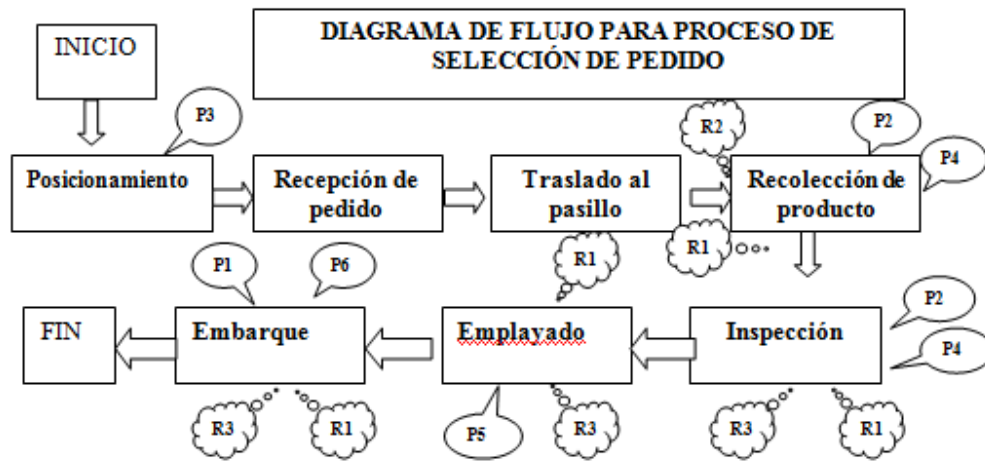 INICIO
DIAGRAMA DE FLUJO PARA PROCESO DE
SELECCIÓN DE PEDIDO
P3
R2
P2
P4
Posicionamiento
Recepción de
pedido
Traslado al
pasillo
Recolección de
producto
R1
R1
P1
P6
P2
P4
FIN
Embarque
Emplayado
Inspección
R3
R1
P5
R3
R3
R1